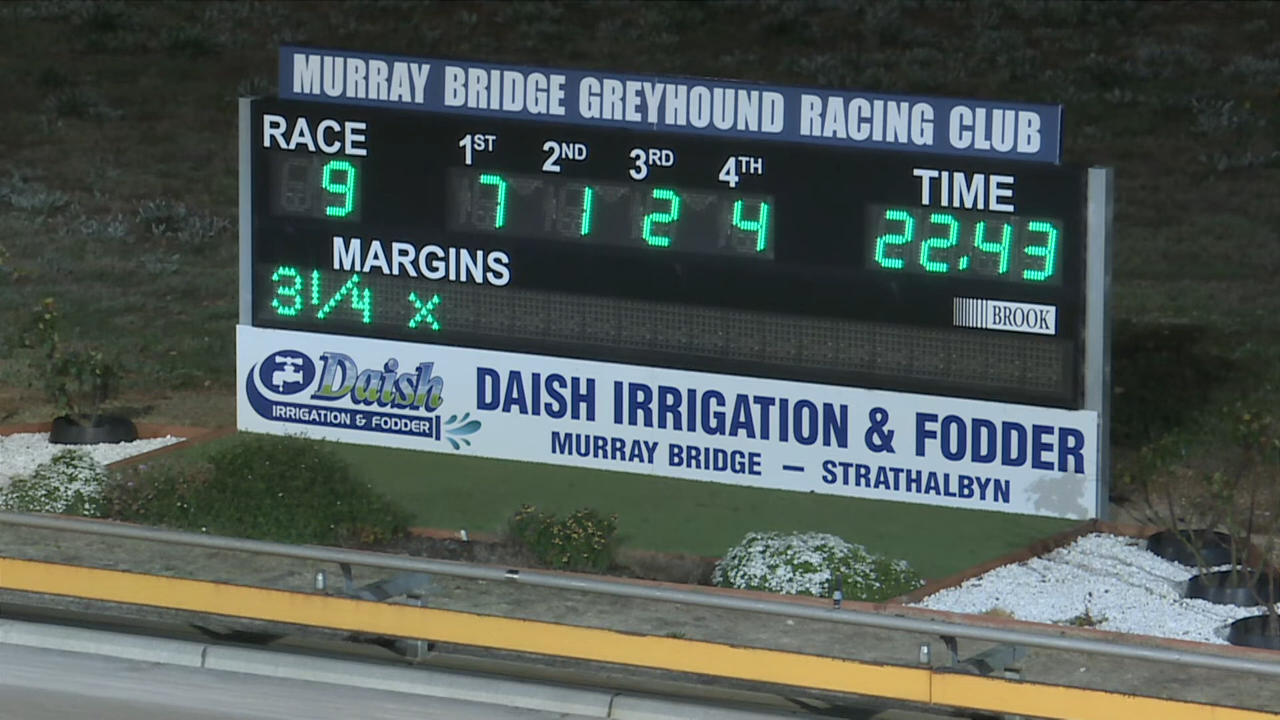 MURRAY BRIDGE GREYHOUND RACING CLUB
RACE 1ST 2ND 3RD 4TH TIME
9 7 1 2 4 22.43
MARGINS
3 1/4 x
BROOK
Daish
IRRIGATION & FODDER
DAISH IRRIGATION & FODDER
MURRAY BRIDGE – STRATHALBYN